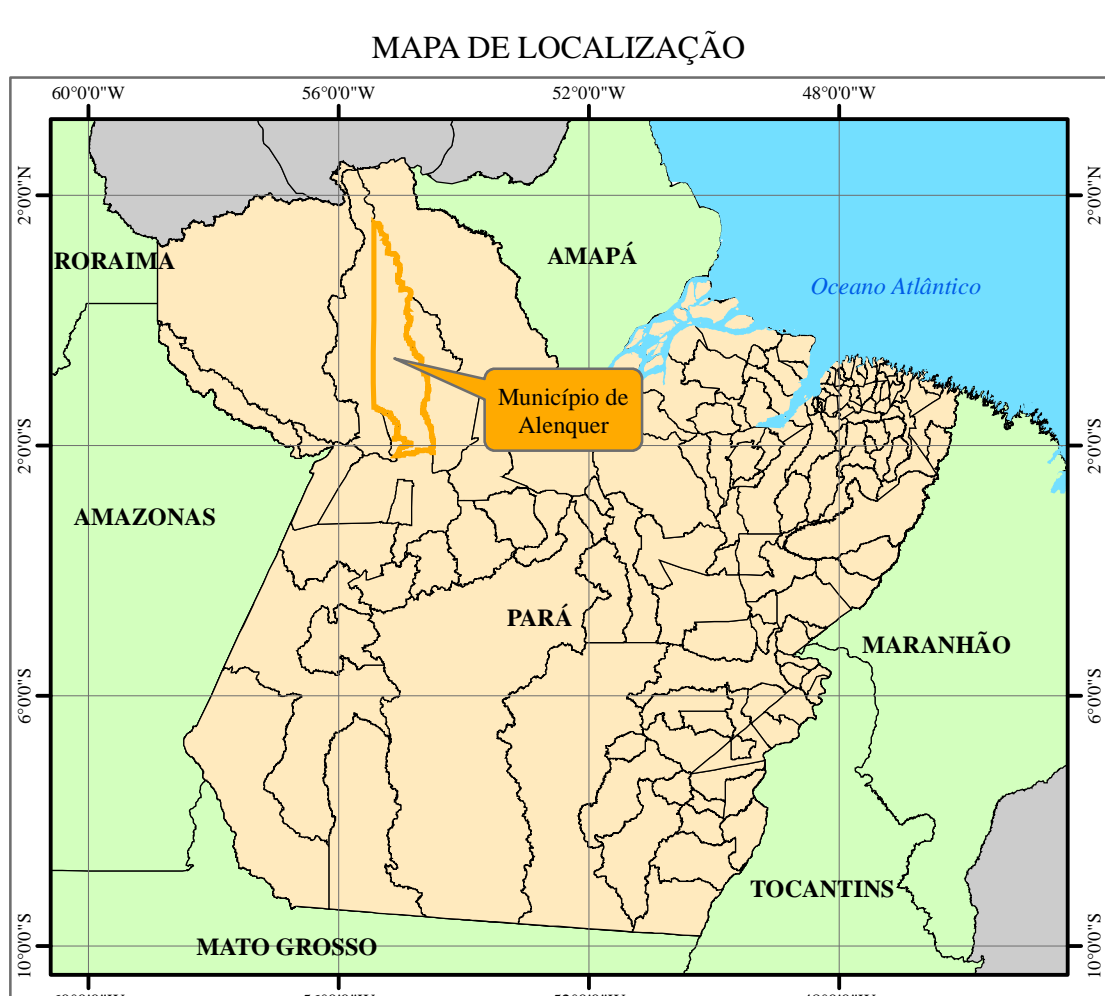 MAPA DE LOCALIZAÇÃO
60°0'0"W 56°0'0"W 52°0'0"W 48°0'0"W
2°0'0"N 2°0'0"N
RORAIMA
AMAPÁ
Oceano Atlântico
Município de
Alenquer
2°0'0"S 2°0'0"S
AMAZONAS
PARÁ
MARANHÃO
6°0'0"S 6°0'0"S
TOCANTINS
MATO GROSSO
10°0'0"S 10°0'0"S